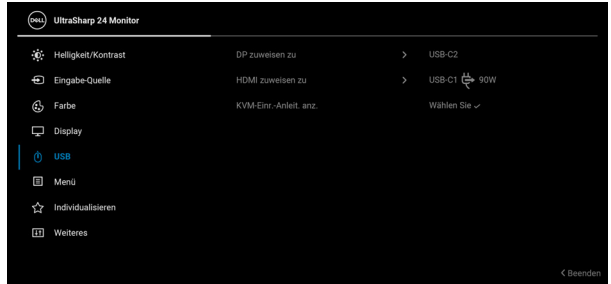 DELL UltraSharp 24 Monitor
Helligkeit/Kontrast DP zuweisen zu > USB-C2
Eingabe-Quelle HDMI zuweisen zu > USB-C1 90W
Farbe KVM-Einr.-Anleit. anz. Wählen Sie ✓
Display
USB
Menü
Individualisieren
Weiteres
< Beenden